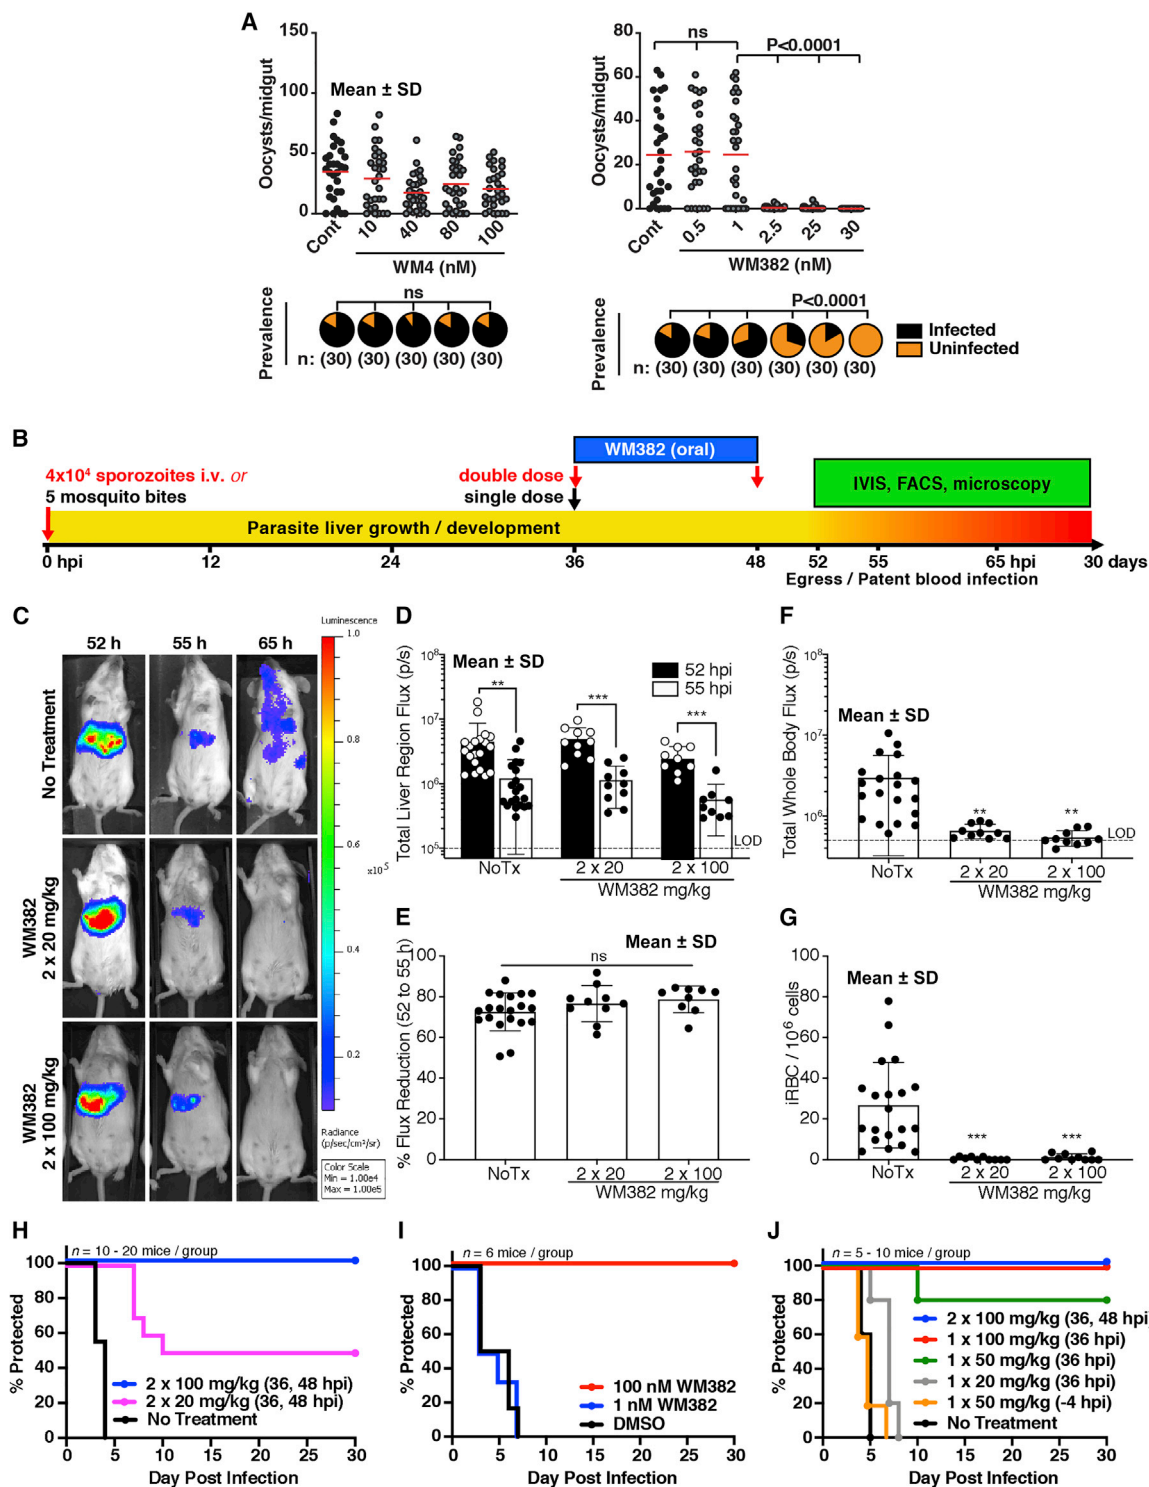 A
150
100
50
0
Oocysts/midgut
Mean ± SD
Cont
10
40
80
100
WM4 (nM)
80
60
40
20
0
Oocysts/midgut
ns
P<0.0001
Cont
0.5
1
2.5
25
30
WM382 (nM)
Prevalence
ns
n: (30) (30) (30) (30) (30)
Prevalence
P<0.0001
n: (30) (30) (30) (30) (30) (30)
Infected
Uninfected
B
4x10⁴ sporozoites i.v. or
5 mosquito bites
double dose
single dose
WM382 (oral)
IVIS, FACS, microscopy
Parasite liver growth / development
0 hpi 12 24 36 48 52 55 65 hpi 30 days
Egress / Patent blood infection
C
52 h 55 h 65 h
No Treatment
WM382
2 x 20 mg/kg
WM382
2 x 100 mg/kg
Luminescence
1.0
0.8
0.6
x10⁵
0.4
0.2
Radiance
(p/sec/cm²/sr)
Color Scale
Min = 1.00e4
Max = 1.00e5
D
Total Liver Region Flux (p/s)
10⁸
10⁷
10⁶
10⁵
Mean ± SD
52 hpi
55 hpi
** *** ***
LOD
NoTx 2 x 20 2 x 100
WM382 mg/kg
E
% Flux Reduction (52 to 55 h)
100
80
60
40
20
0
Mean ± SD
ns
NoTx 2 x 20 2 x 100
WM382 mg/kg
F
Total Whole Body Flux (p/s)
10⁸
10⁷
10⁶
Mean ± SD
** **
LOD
NoTx 2 x 20 2 x 100
WM382 mg/kg
G
iRBC / 10⁶ cells
100
80
60
40
20
0
Mean ± SD
*** ***
NoTx 2 x 20 2 x 100
WM382 mg/kg
H
n = 10 - 20 mice / group
% Protected
100
80
60
40
20
0
2 x 100 mg/kg (36, 48 hpi)
2 x 20 mg/kg (36, 48 hpi)
No Treatment
0 5 10 15 20 25 30
Day Post Infection
I
n = 6 mice / group
% Protected
100
80
60
40
20
0
100 nM WM382
1 nM WM382
DMSO
0 5 10 15 20 25 30
Day Post Infection
J
n = 5 - 10 mice / group
% Protected
100
80
60
40
20
0
2 x 100 mg/kg (36, 48 hpi)
1 x 100 mg/kg (36 hpi)
1 x 50 mg/kg (36 hpi)
1 x 20 mg/kg (36 hpi)
1 x 50 mg/kg (-4 hpi)
No Treatment
0 5 10 15 20 25 30
Day Post Infection